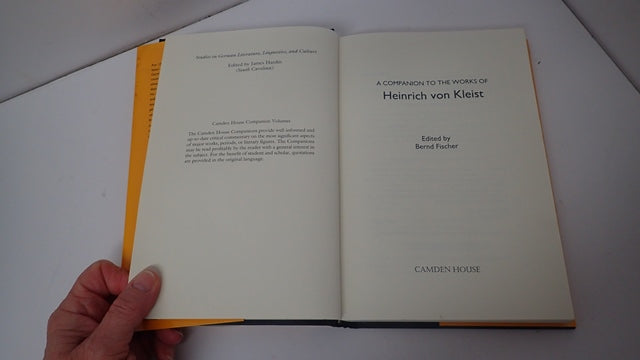 Studies in German Literature, Linguistics, and Culture
Edited by James Hardin
(South Carolina)
Camden House Companion Volumes
The Camden House Companions provide well-informed and
up-to-date critical commentary on the most significant aspects
of major works, periods, or literary figures. The Companions
may be read profitably by the reader with a general interest in
the subject. For the benefit of student and scholar, quotations
are provided in the original language.
A COMPANION TO THE WORKS OF
Heinrich von Kleist
Edited by
Bernd Fischer
CAMDEN HOUSE